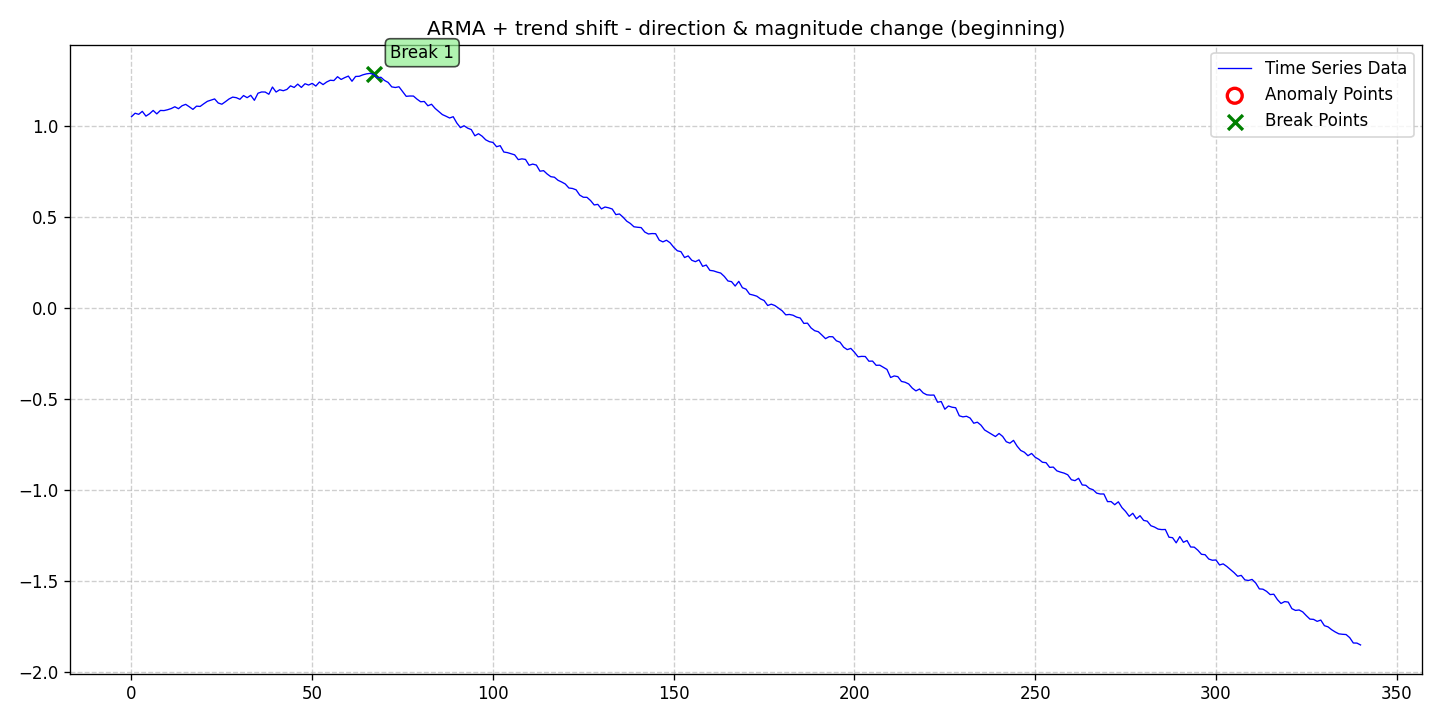 ARMA + trend shift - direction & magnitude change (beginning)
Break 1
Time Series Data
Anomaly Points
Break Points
1.0
0.5
0.0
−0.5
−1.0
−1.5
−2.0
0 50 100 150 200 250 300 350